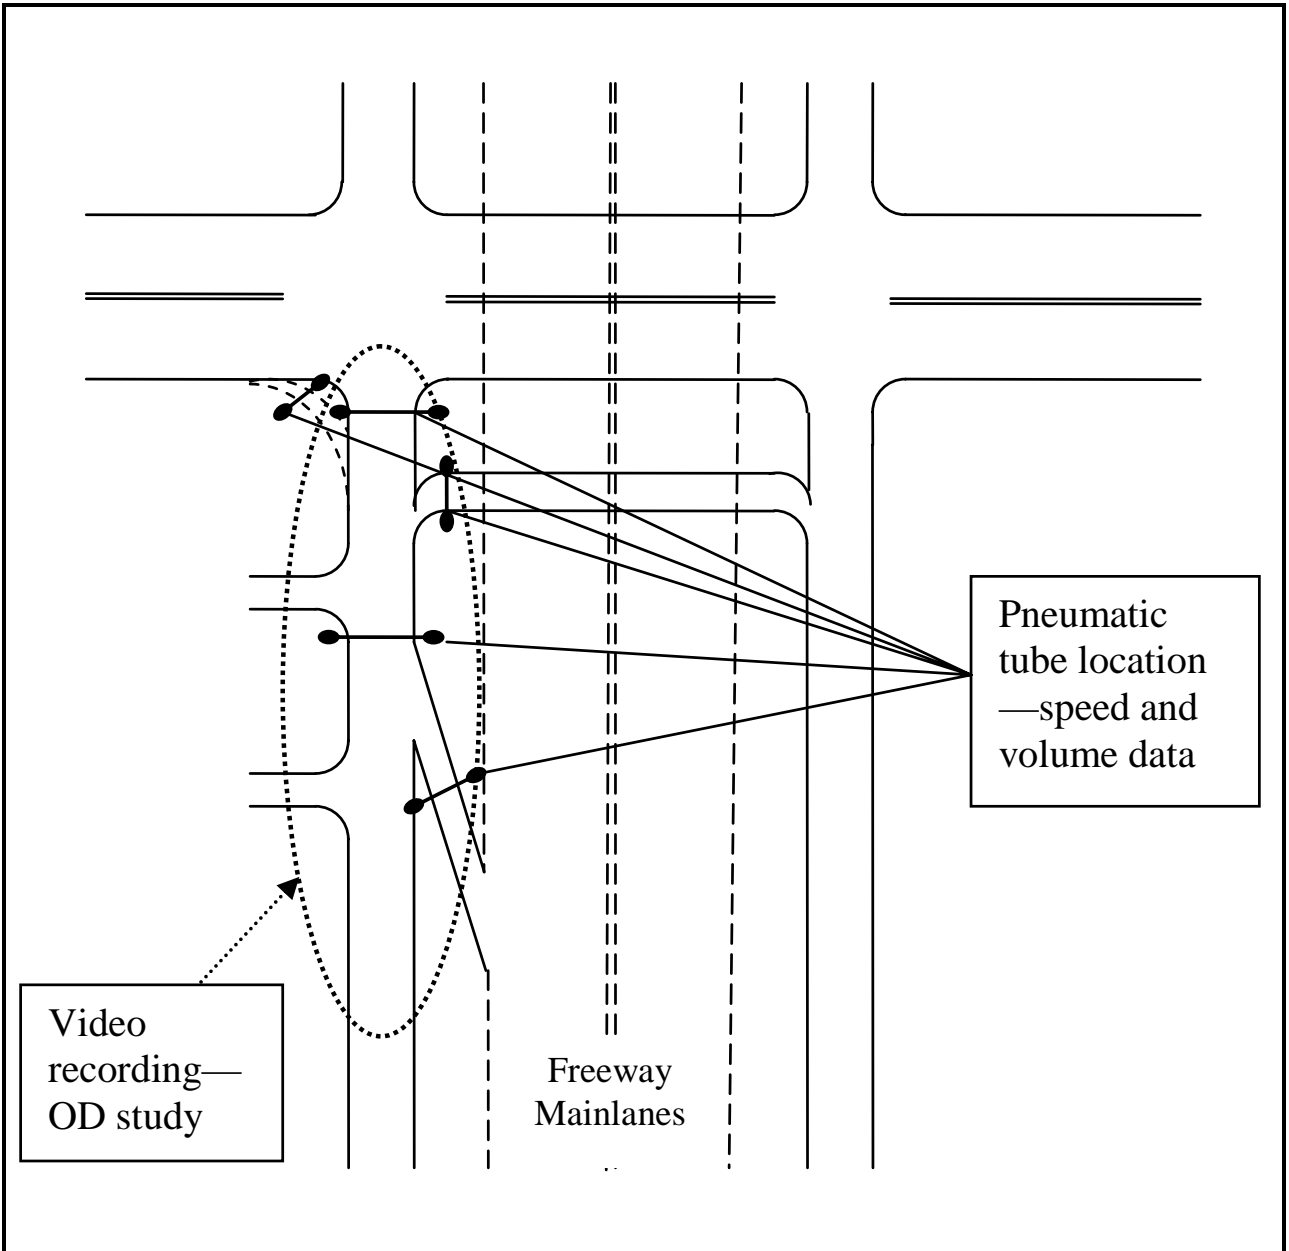 Pneumatic
tube location
—speed and
volume data
Video
recording—
OD study
Freeway
Mainlanes